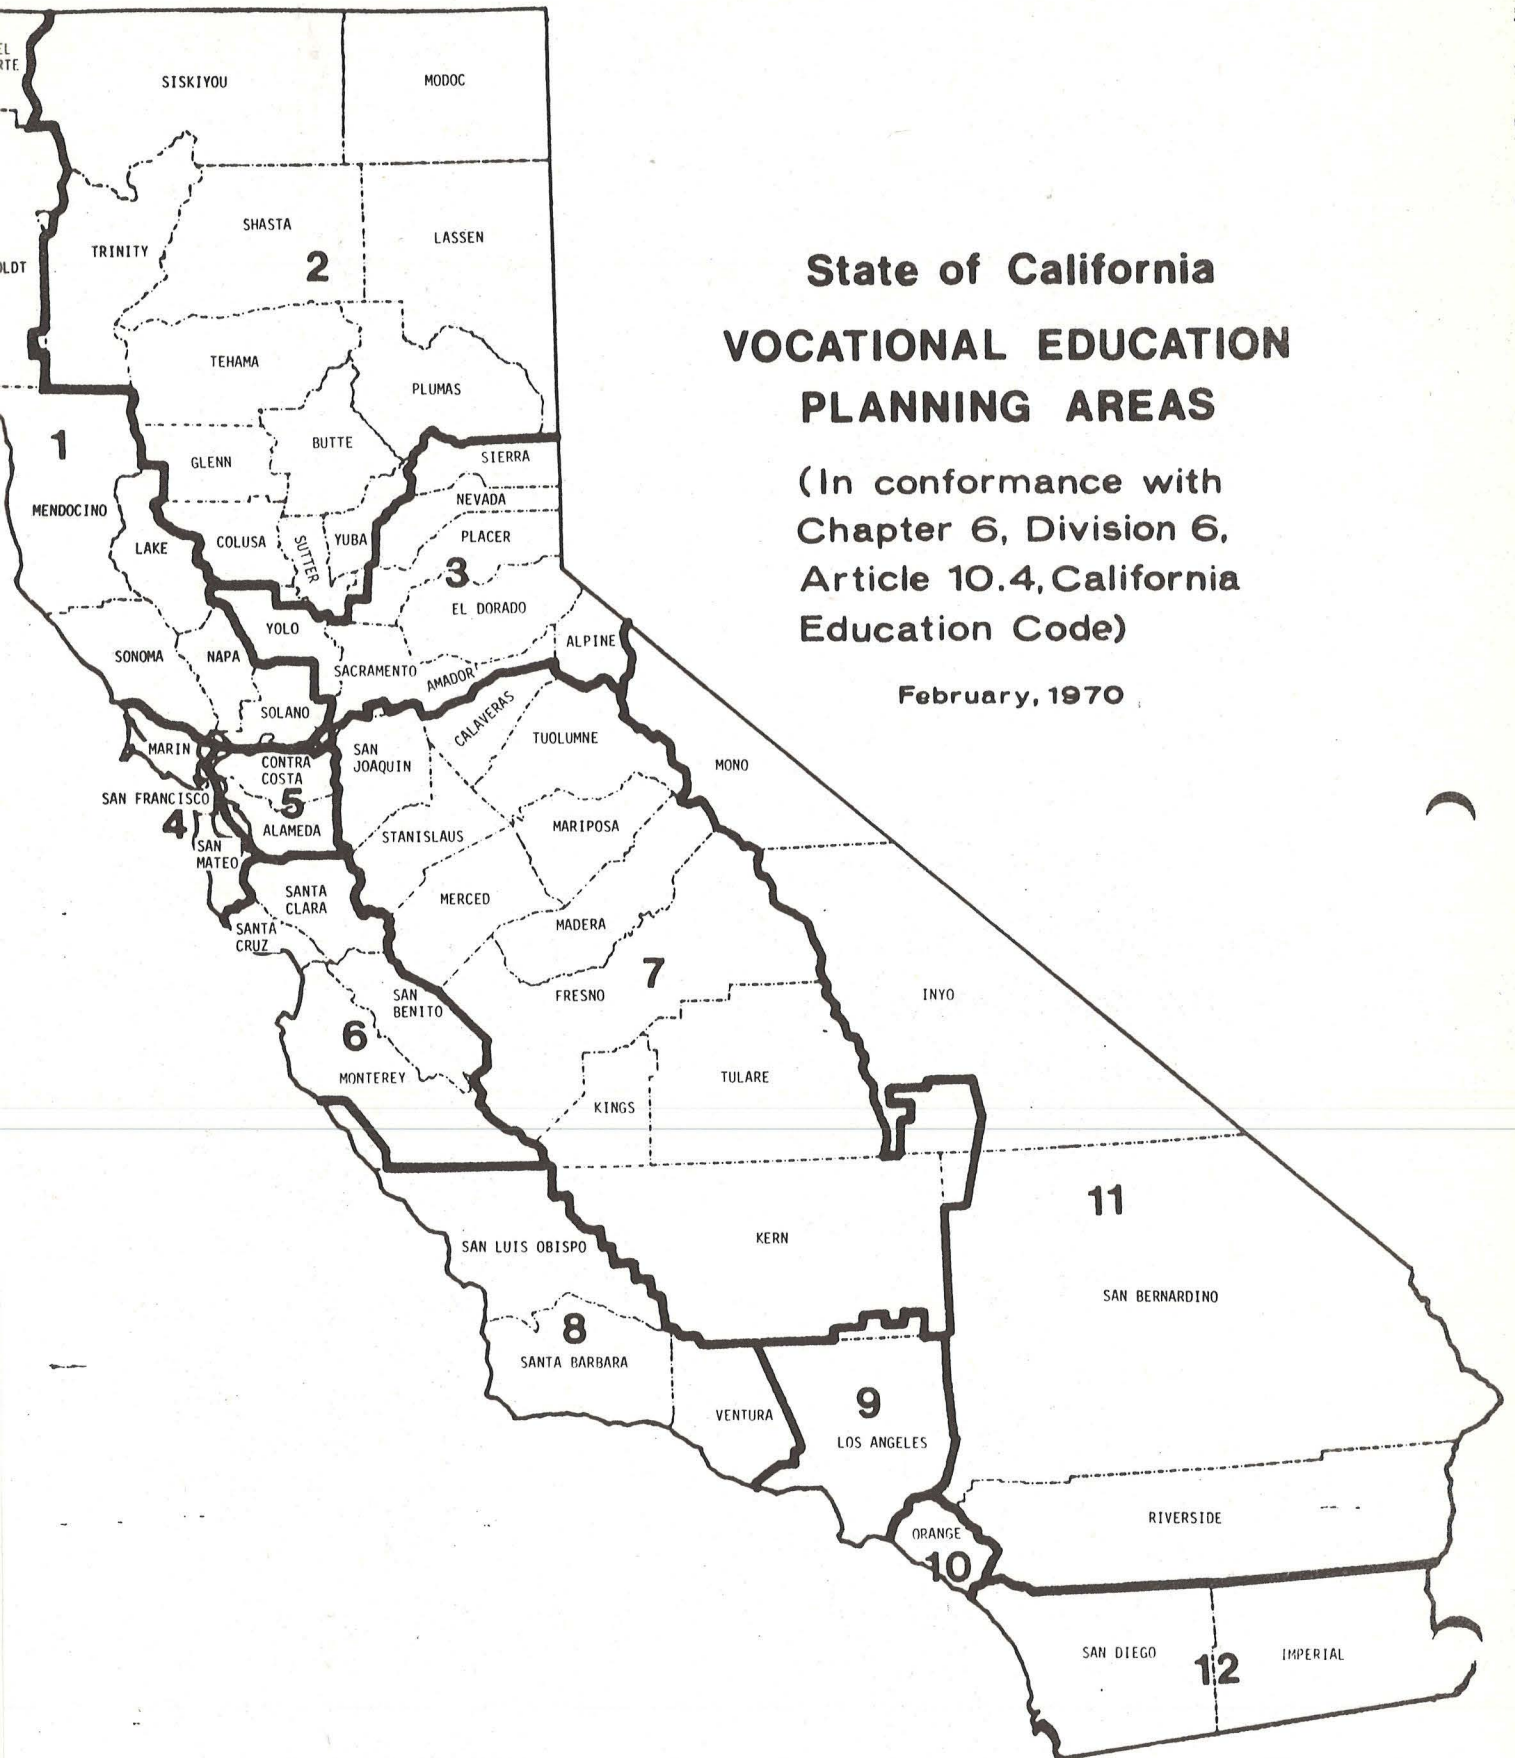 EL
RTE
SISKIYOU
MODOC
SHASTA
TRINITY
LASSEN
OLDT
2
State of California
VOCATIONAL EDUCATION
PLANNING AREAS
(In conformance with
Chapter 6, Division 6,
Article 10.4, California
Education Code)
February, 1970
TEHAMA
PLUMAS
1
BUTTE
GLENN
SIERRA
NEVADA
MENDOCINO
LAKE
COLUSA
SUTTER
YUBA
PLACER
3
EL DORADO
YOLO
ALPINE
SONOMA
NAPA
SACRAMENTO
AMADOR
SOLANO
CALAVERAS
TUOLUMNE
MARIN
SAN
JOAQUIN
CONTRA
COSTA
MONO
SAN FRANCISCO
4
5
ALAMEDA
STANISLAUS
MARIPOSA
SAN
MATEO
SANTA
CLARA
MERCED
SANTA
CRUZ
MADERA
7
SAN
BENITO
FRESNO
INYO
6
MONTEREY
TULARE
KINGS
11
KERN
SAN LUIS OBISPO
SAN BERNARDINO
8
SANTA BARBARA
9
VENTURA
LOS ANGELES
RIVERSIDE
ORANGE
10
SAN DIEGO
12
IMPERIAL